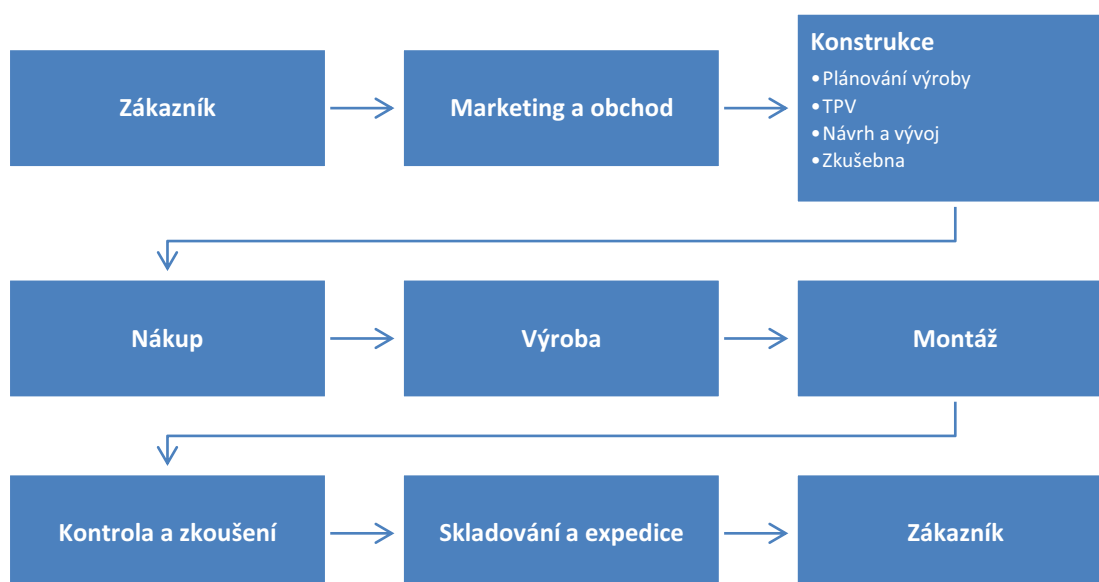 Zákazník
Marketing a obchod
Konstrukce
•Plánování výroby
•TPV
•Návrh a vývoj
•Zkušebna
Nákup
Výroba
Montáž
Kontrola a zkoušení
Skladování a expedice
Zákazník